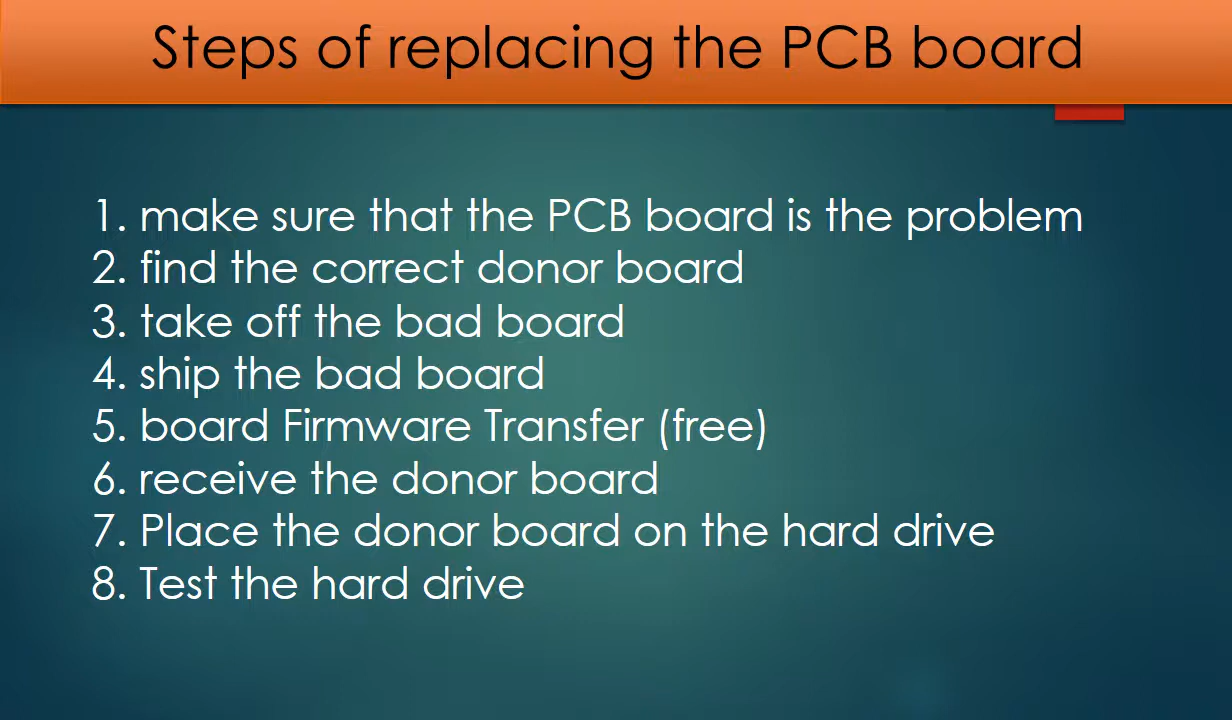 Steps of replacing the PCB board
1. make sure that the PCB board is the problem
2. find the correct donor board
3. take off the bad board
4. ship the bad board
5. board Firmware Transfer (free)
6. receive the donor board
7. Place the donor board on the hard drive
8. Test the hard drive